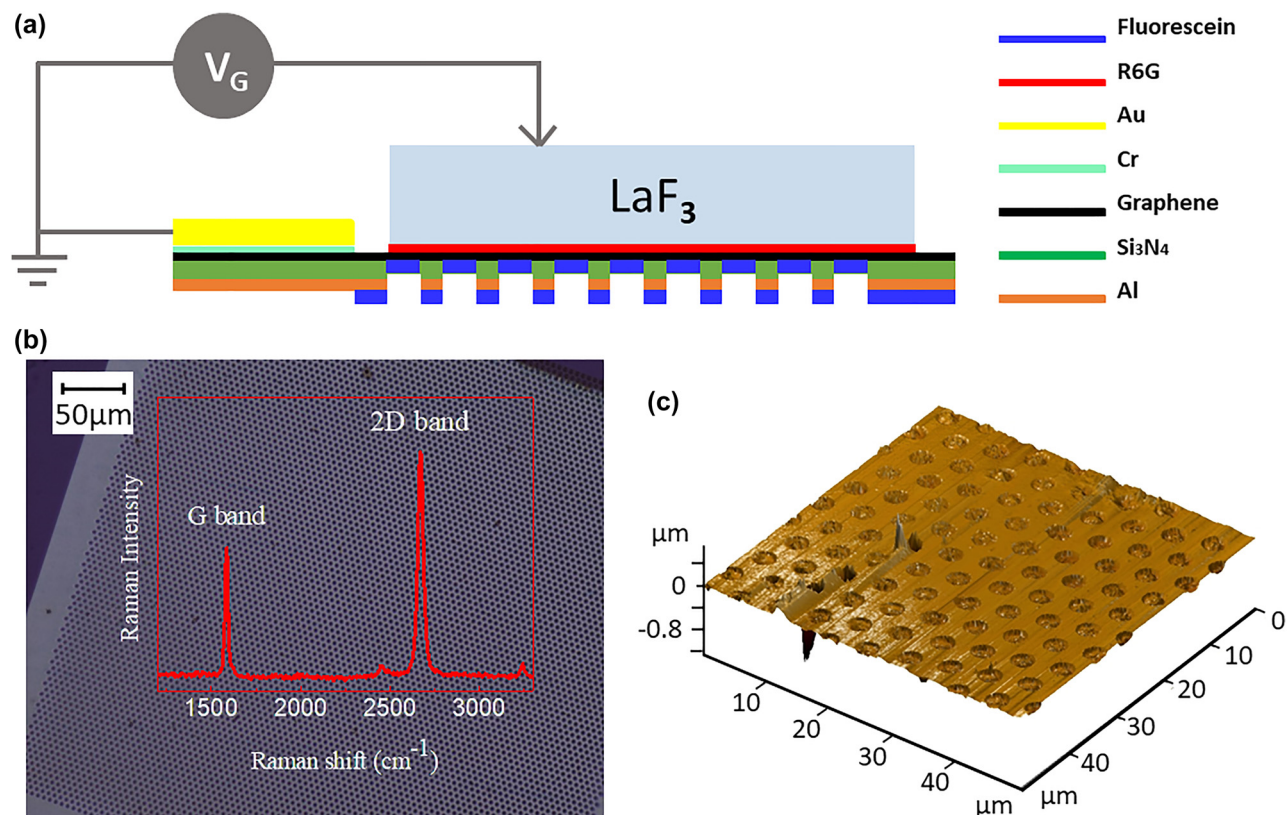 (a)
V_G
LaF₃
Fluorescein
R6G
Au
Cr
Graphene
Si₃N₄
Al
(b)
50μm
2D band
G band
Raman Intensity
1500 2000 2500 3000
Raman shift (cm⁻¹)
(c)
μm
0
-0.8
10
20
30
40
μm
0
10
20
30
40
μm